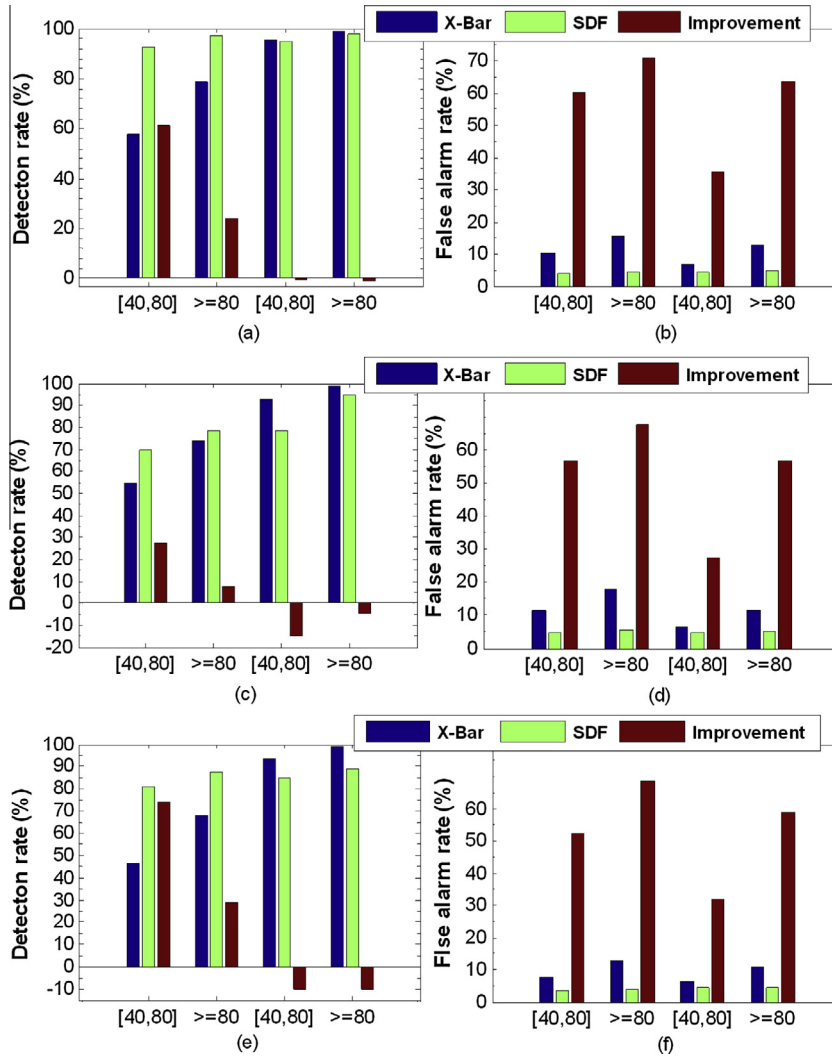 X-Bar SDF Improvement
Detecton rate (%)
100
80
60
40
20
0
[40,80] >=80 [40,80] >=80
(a)
False alarm rate (%)
70
60
50
40
30
20
10
0
[40,80] >=80 [40,80] >=80
(b)
X-Bar SDF Improvement
Detecton rate (%)
100
90
80
70
60
50
40
30
20
10
0
-10
-20
[40,80] >=80 [40,80] >=80
(c)
False alarm rate (%)
60
50
40
30
20
10
0
[40,80] >=80 [40,80] >=80
(d)
X-Bar SDF Improvement
Detecton rate (%)
100
90
80
70
60
50
40
30
20
10
0
-10
[40,80] >=80 [40,80] >=80
(e)
Flse alarm rate (%)
60
50
40
30
20
10
0
[40,80] >=80 [40,80] >=80
(f)